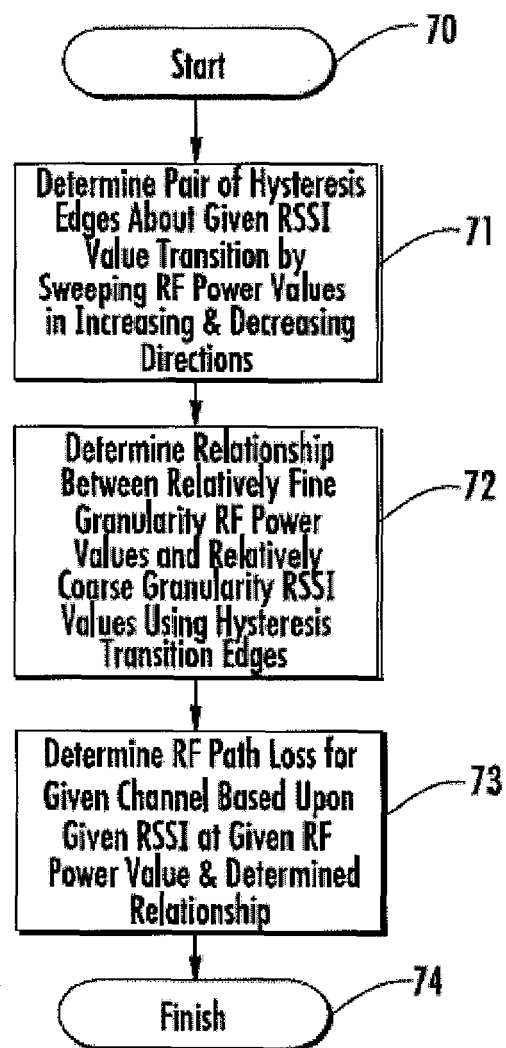 70
Start
Determine Pair of Hysteresis
Edges About Given RSSI
Value Transition by
Sweeping RF Power Values
in Increasing & Decreasing
Directions
71
Determine Relationship
Between Relatively Fine
Granularity RF Power
Values and Relatively
Coarse Granularity RSSI
Values Using Hysteresis
Transition Edges
72
Determine RF Path Loss for
Given Channel Based Upon
Given RSSI at Given RF
Power Value & Determined
Relationship
73
Finish
74